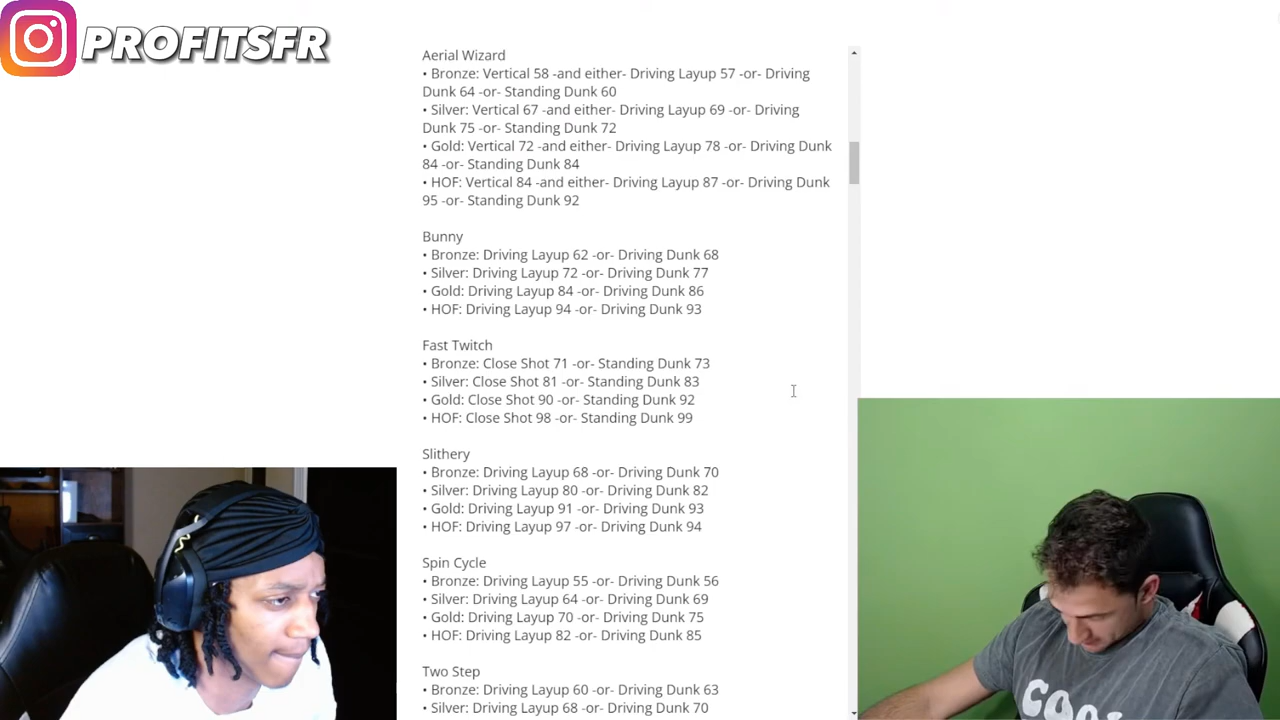 PROFITSFR
Aerial Wizard
• Bronze: Vertical 58 -and either- Driving Layup 57 -or- Driving
Dunk 64 -or- Standing Dunk 60
• Silver: Vertical 67 -and either- Driving Layup 69 -or- Driving
Dunk 75 -or- Standing Dunk 72
• Gold: Vertical 72 -and either- Driving Layup 78 -or- Driving Dunk
84 -or- Standing Dunk 84
• HOF: Vertical 84 -and either- Driving Layup 87 -or- Driving Dunk
95 -or- Standing Dunk 92
Bunny
• Bronze: Driving Layup 62 -or- Driving Dunk 68
• Silver: Driving Layup 72 -or- Driving Dunk 77
• Gold: Driving Layup 84 -or- Driving Dunk 86
• HOF: Driving Layup 94 -or- Driving Dunk 93
Fast Twitch
• Bronze: Close Shot 71 -or- Standing Dunk 73
• Silver: Close Shot 81 -or- Standing Dunk 83
• Gold: Close Shot 90 -or- Standing Dunk 92
• HOF: Close Shot 98 -or- Standing Dunk 99
Slithery
• Bronze: Driving Layup 68 -or- Driving Dunk 70
• Silver: Driving Layup 80 -or- Driving Dunk 82
• Gold: Driving Layup 91 -or- Driving Dunk 93
• HOF: Driving Layup 97 -or- Driving Dunk 94
Spin Cycle
• Bronze: Driving Layup 55 -or- Driving Dunk 56
• Silver: Driving Layup 64 -or- Driving Dunk 69
• Gold: Driving Layup 70 -or- Driving Dunk 75
• HOF: Driving Layup 82 -or- Driving Dunk 85
Two Step
• Bronze: Driving Layup 60 -or- Driving Dunk 63
• Silver: Driving Layup 68 -or- Driving Dunk 70